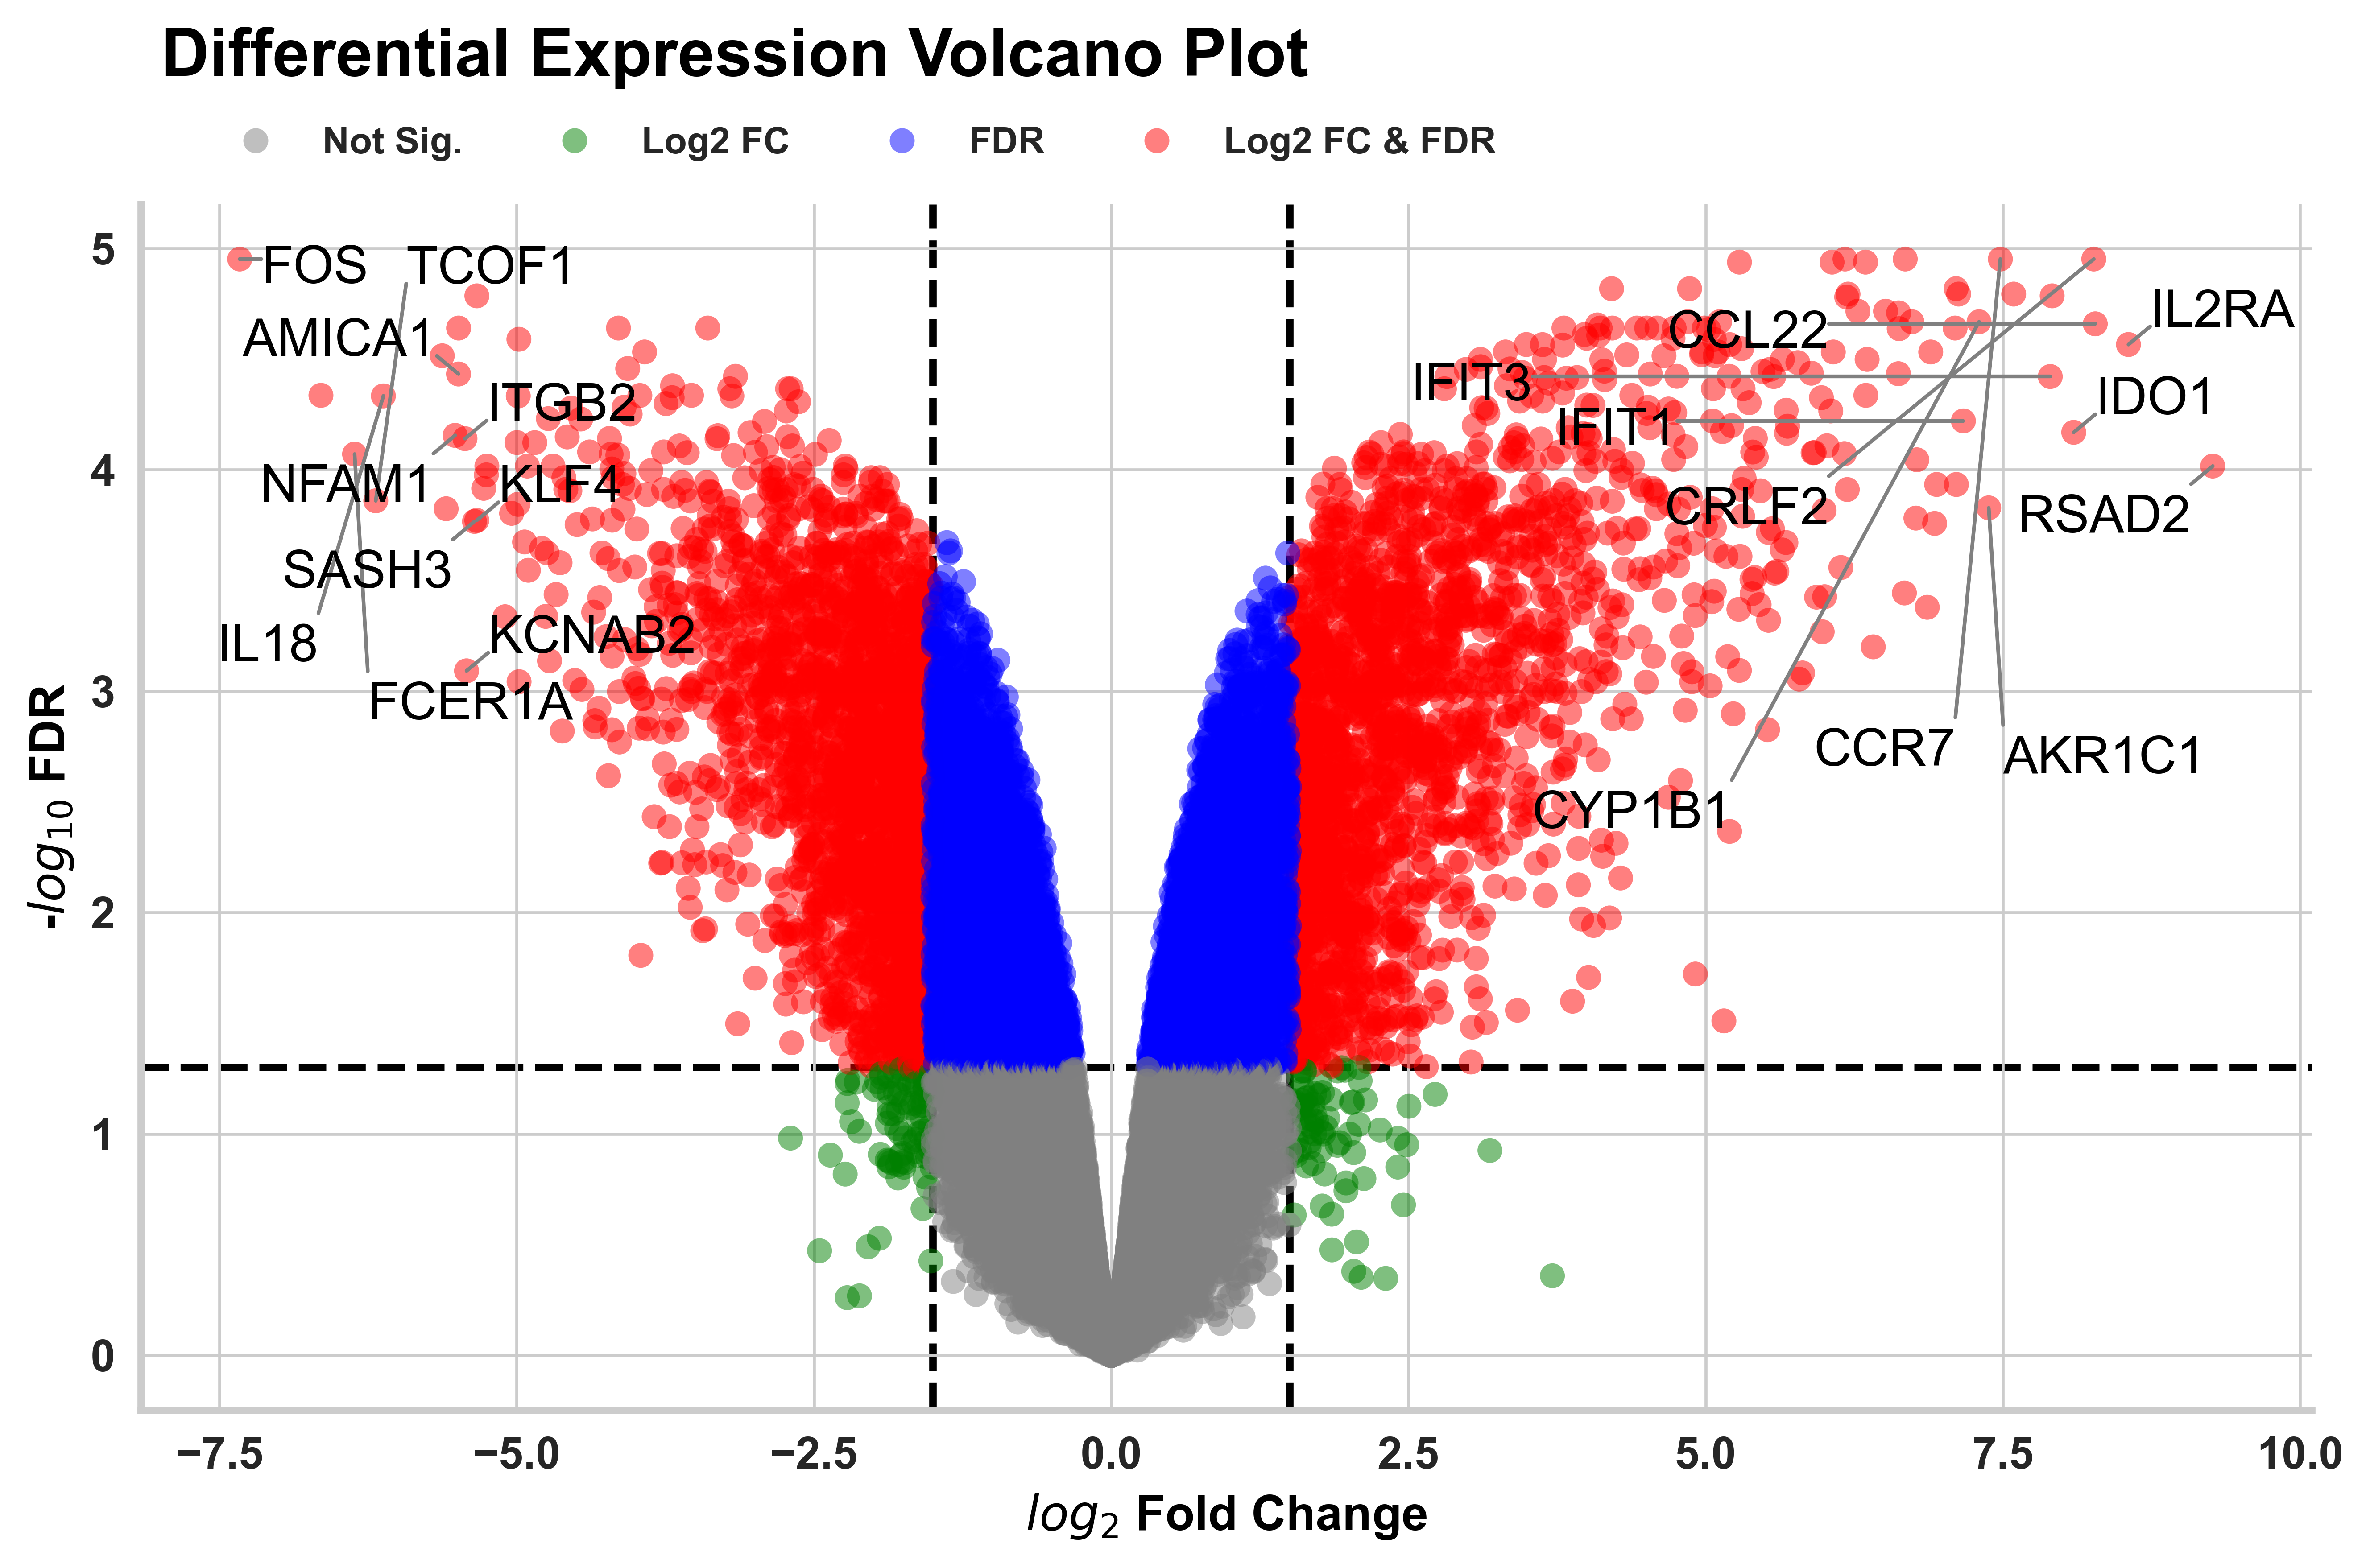 Differential Expression Volcano Plot
Not Sig. Log2 FC FDR Log2 FC & FDR
5
4
3
2
1
0
-log10 FDR
FOS
TCOF1
AMICA1
ITGB2
NFAM1
KLF4
SASH3
IL18
KCNAB2
FCER1A
IL2RA
CCL22
IFIT3
IDO1
IFIT1
CRLF2
RSAD2
CCR7
AKR1C1
CYP1B1
−7.5 −5.0 −2.5 0.0 2.5 5.0 7.5 10.0
log2 Fold Change